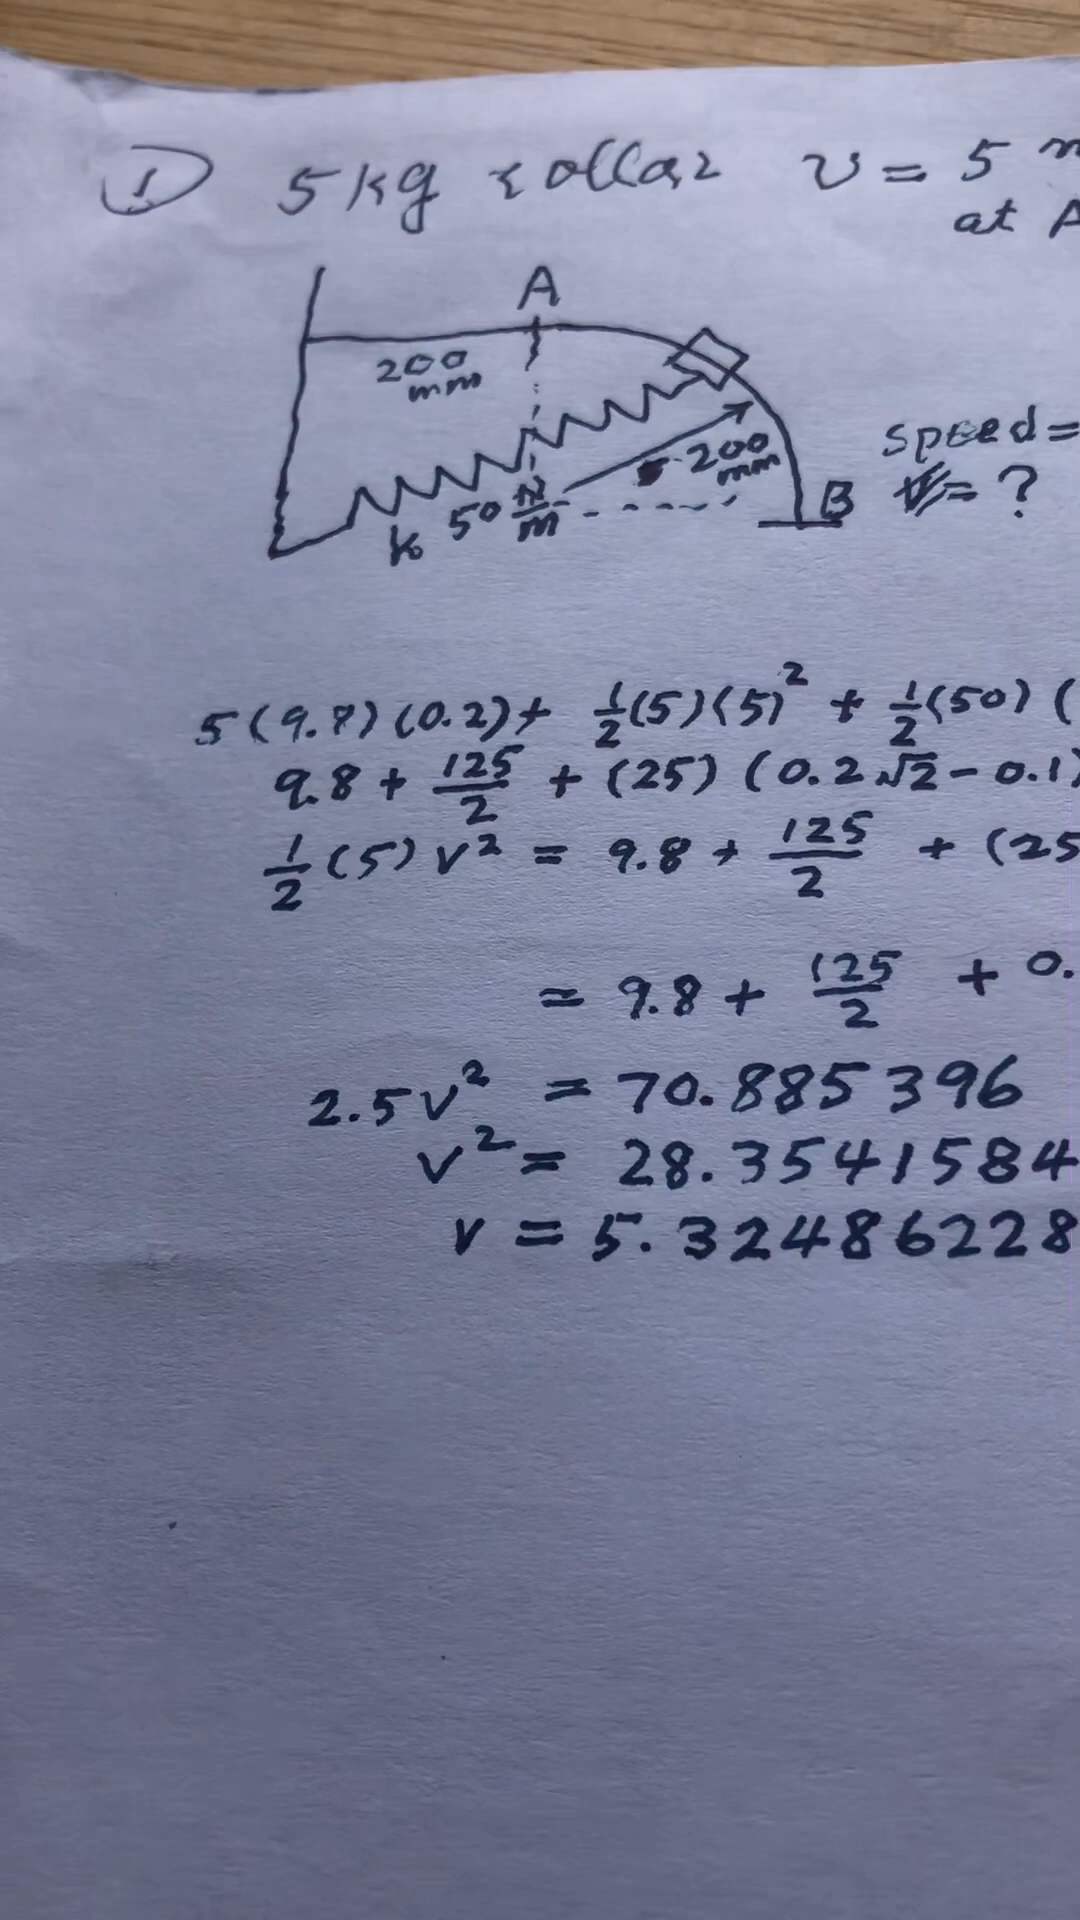 ① 5 kg collar v = 5 m
at A
A
200 mm
200 mm
k 50 N/m
B
speed =
v = ?
5(9.8)(0.2) + 1/2(5)(5)² + 1/2(50)(
9.8 + 125/2 + (25)(0.2√2 - 0.1)
1/2(5)v² = 9.8 + 125/2 + (25
= 9.8 + 125/2 + 0.
2.5v² = 70.885396
v² = 28.3541584
v = 5.32486228